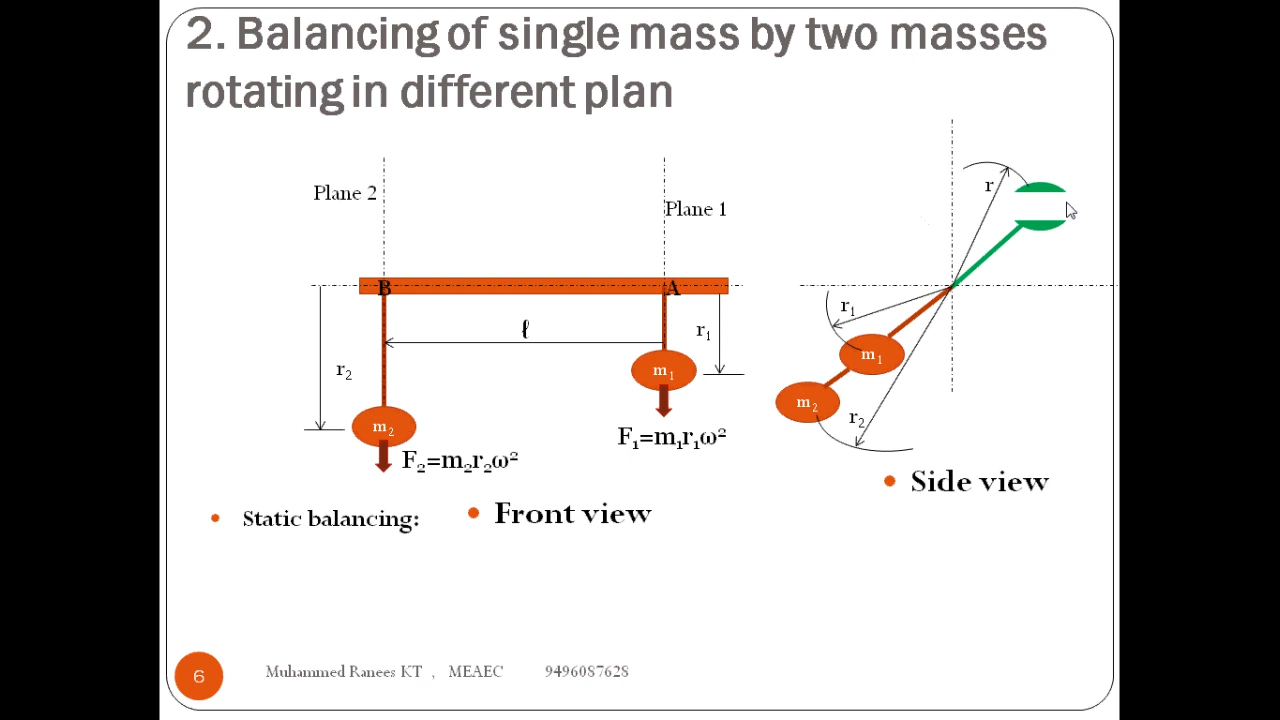 2. Balancing of single mass by two masses
rotating in different plan
Plane 2
Plane 1
r
B
A
ℓ
r₁
r₁
r₂
m₁
m₁
m₂
m₂
r₂
F₁=m₁r₁ω²
F₂=m₂r₂ω²
• Side view
• Static balancing:
• Front view
6
Muhammed Ranees KT , MEAEC 9496087628